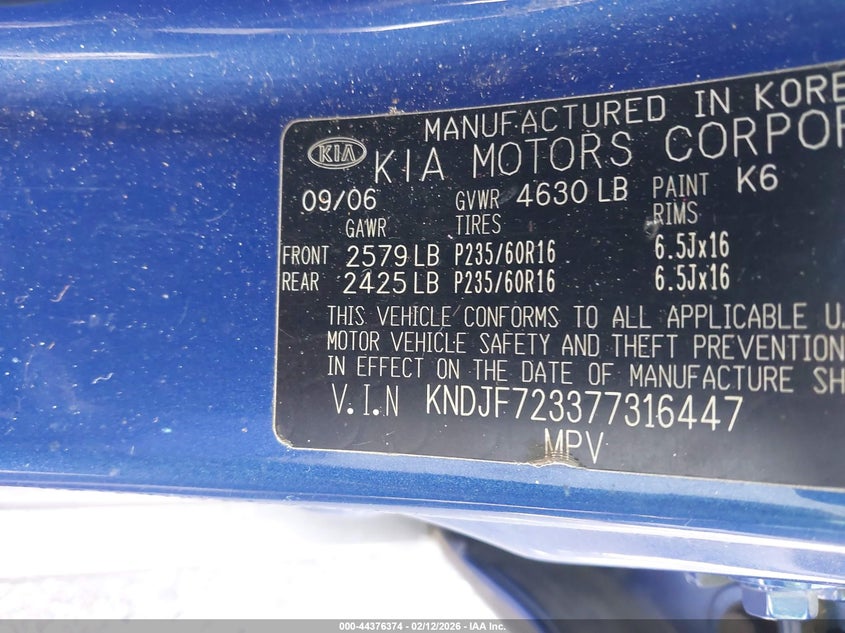 MANUFACTURED IN KORE
KIA KIA MOTORS CORPOR
09/06 GVWR 4630 LB PAINT K6
GAWR TIRES RIMS
FRONT 2579 LB P235/60R16 6.5Jx16
REAR 2425 LB P235/60R16 6.5Jx16
THIS VEHICLE CONFORMS TO ALL APPLICABLE U.
MOTOR VEHICLE SAFETY AND THEFT PREVENTION
IN EFFECT ON THE DATE OF MANUFACTURE SH
V.I.N KNDJF723377316447
MPV
000-44376374 - 02/12/2026 - IAA Inc.